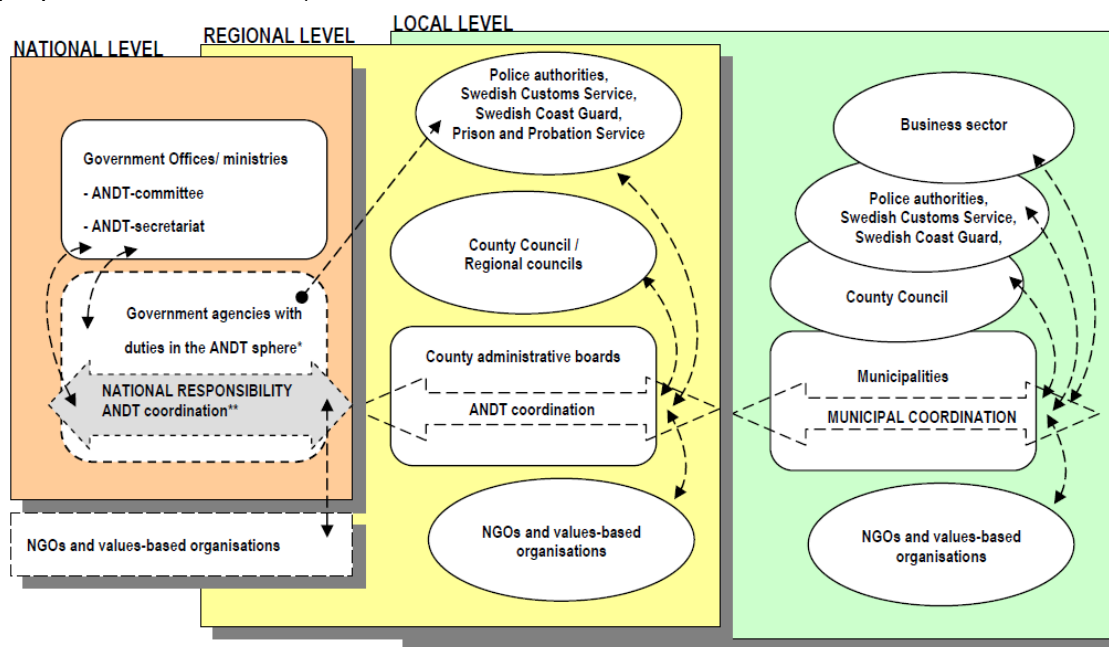 NATIONAL LEVEL
Government Offices/ ministries
- ANDT-committee
- ANDT-secretariat
Government agencies with
duties in the ANDT sphere*
NATIONAL RESPONSIBILITY
ANDT coordination**
NGOs and values-based organisations
REGIONAL LEVEL
Police authorities,
Swedish Customs Service,
Swedish Coast Guard,
Prison and Probation Service
County Council /
Regional councils
County administrative boards
ANDT coordination
NGOs and values-based
organisations
LOCAL LEVEL
Business sector
Police authorities,
Swedish Customs Service,
Swedish Coast Guard,
County Council
Municipalities
MUNICIPAL COORDINATION
NGOs and values-based
organisations